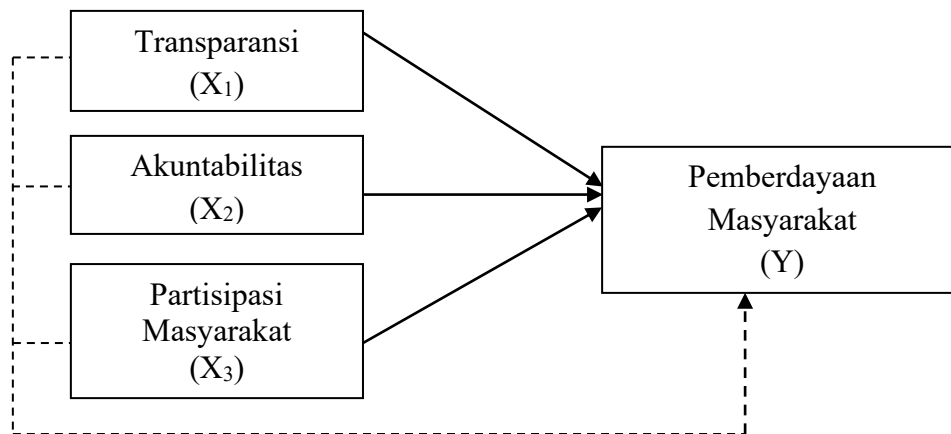 Transparansi
(X₁)
Akuntabilitas
(X₂)
Partisipasi
Masyarakat
(X₃)
Pemberdayaan
Masyarakat
(Y)